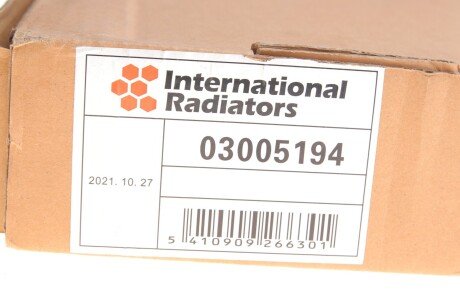 International
Radiators
03005194
2021. 10. 27
5 410909 266301